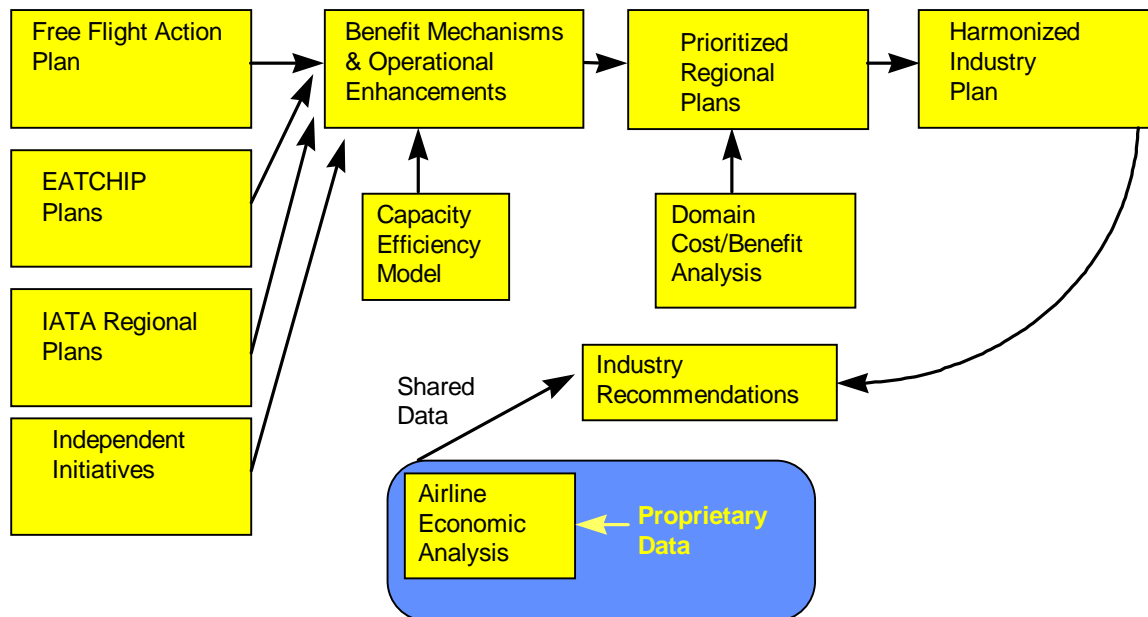 Free Flight Action
Plan
Benefit Mechanisms
& Operational
Enhancements
Prioritized
Regional
Plans
Harmonized
Industry
Plan
EATCHIP
Plans
Capacity
Efficiency
Model
Domain
Cost/Benefit
Analysis
IATA Regional
Plans
Shared
Data
Industry
Recommendations
Independent
Initiatives
Airline
Economic
Analysis
Proprietary
Data